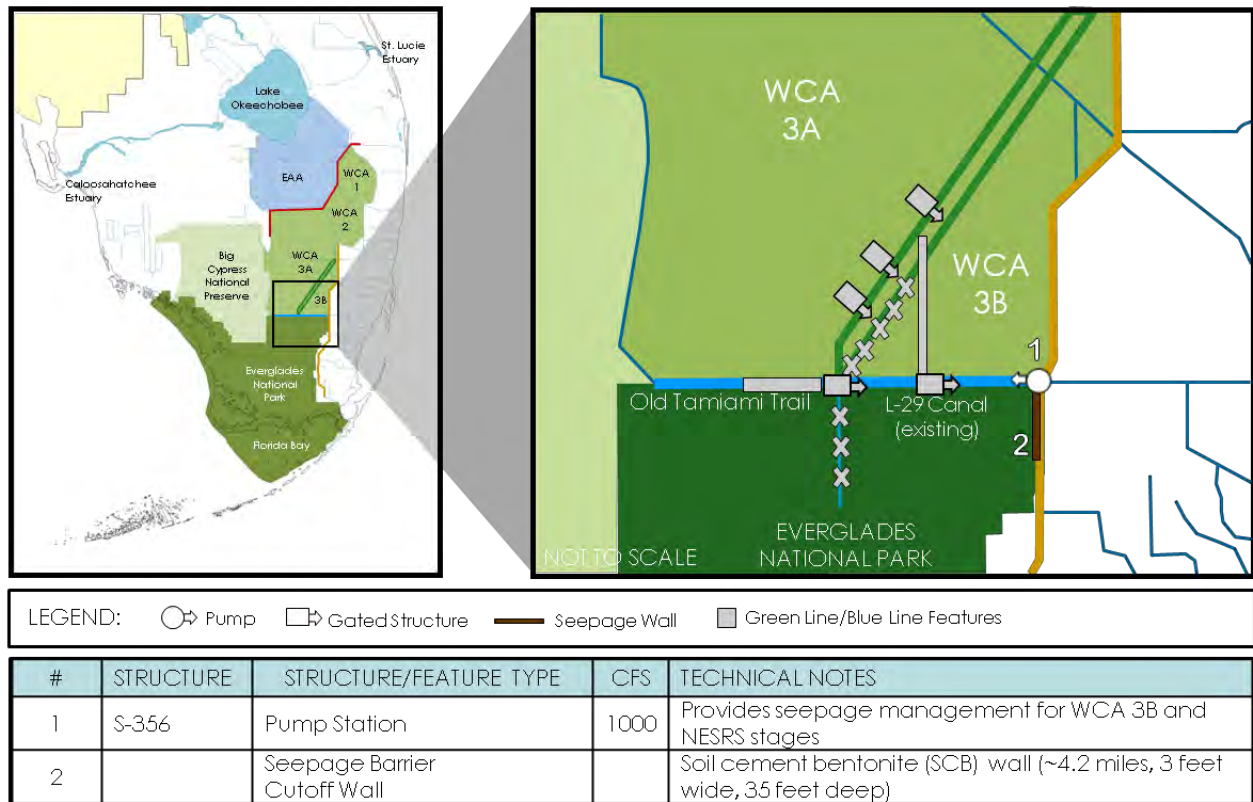 St. Lucie
Estuary
Lake
Okeechobee
EAA
WCA
1
WCA
2
Caloosahatchee
Estuary
WCA
3A
Big
Cypress
National
Preserve
3B
Everglades
National
Park
Florida Bay
WCA
3A
WCA
3B
1
Old Tamiami Trail
L-29 Canal
(existing)
2
EVERGLADES
NATIONAL PARK
NOT TO SCALE
LEGEND: Pump Gated Structure Seepage Wall Green Line/Blue Line Features
# STRUCTURE STRUCTURE/FEATURE TYPE CFS TECHNICAL NOTES
1 S-356 Pump Station 1000 Provides seepage management for WCA 3B and
NESRS stages
2 Seepage Barrier
Cutoff Wall
Soil cement bentonite (SCB) wall (~4.2 miles, 3 feet
wide, 35 feet deep)